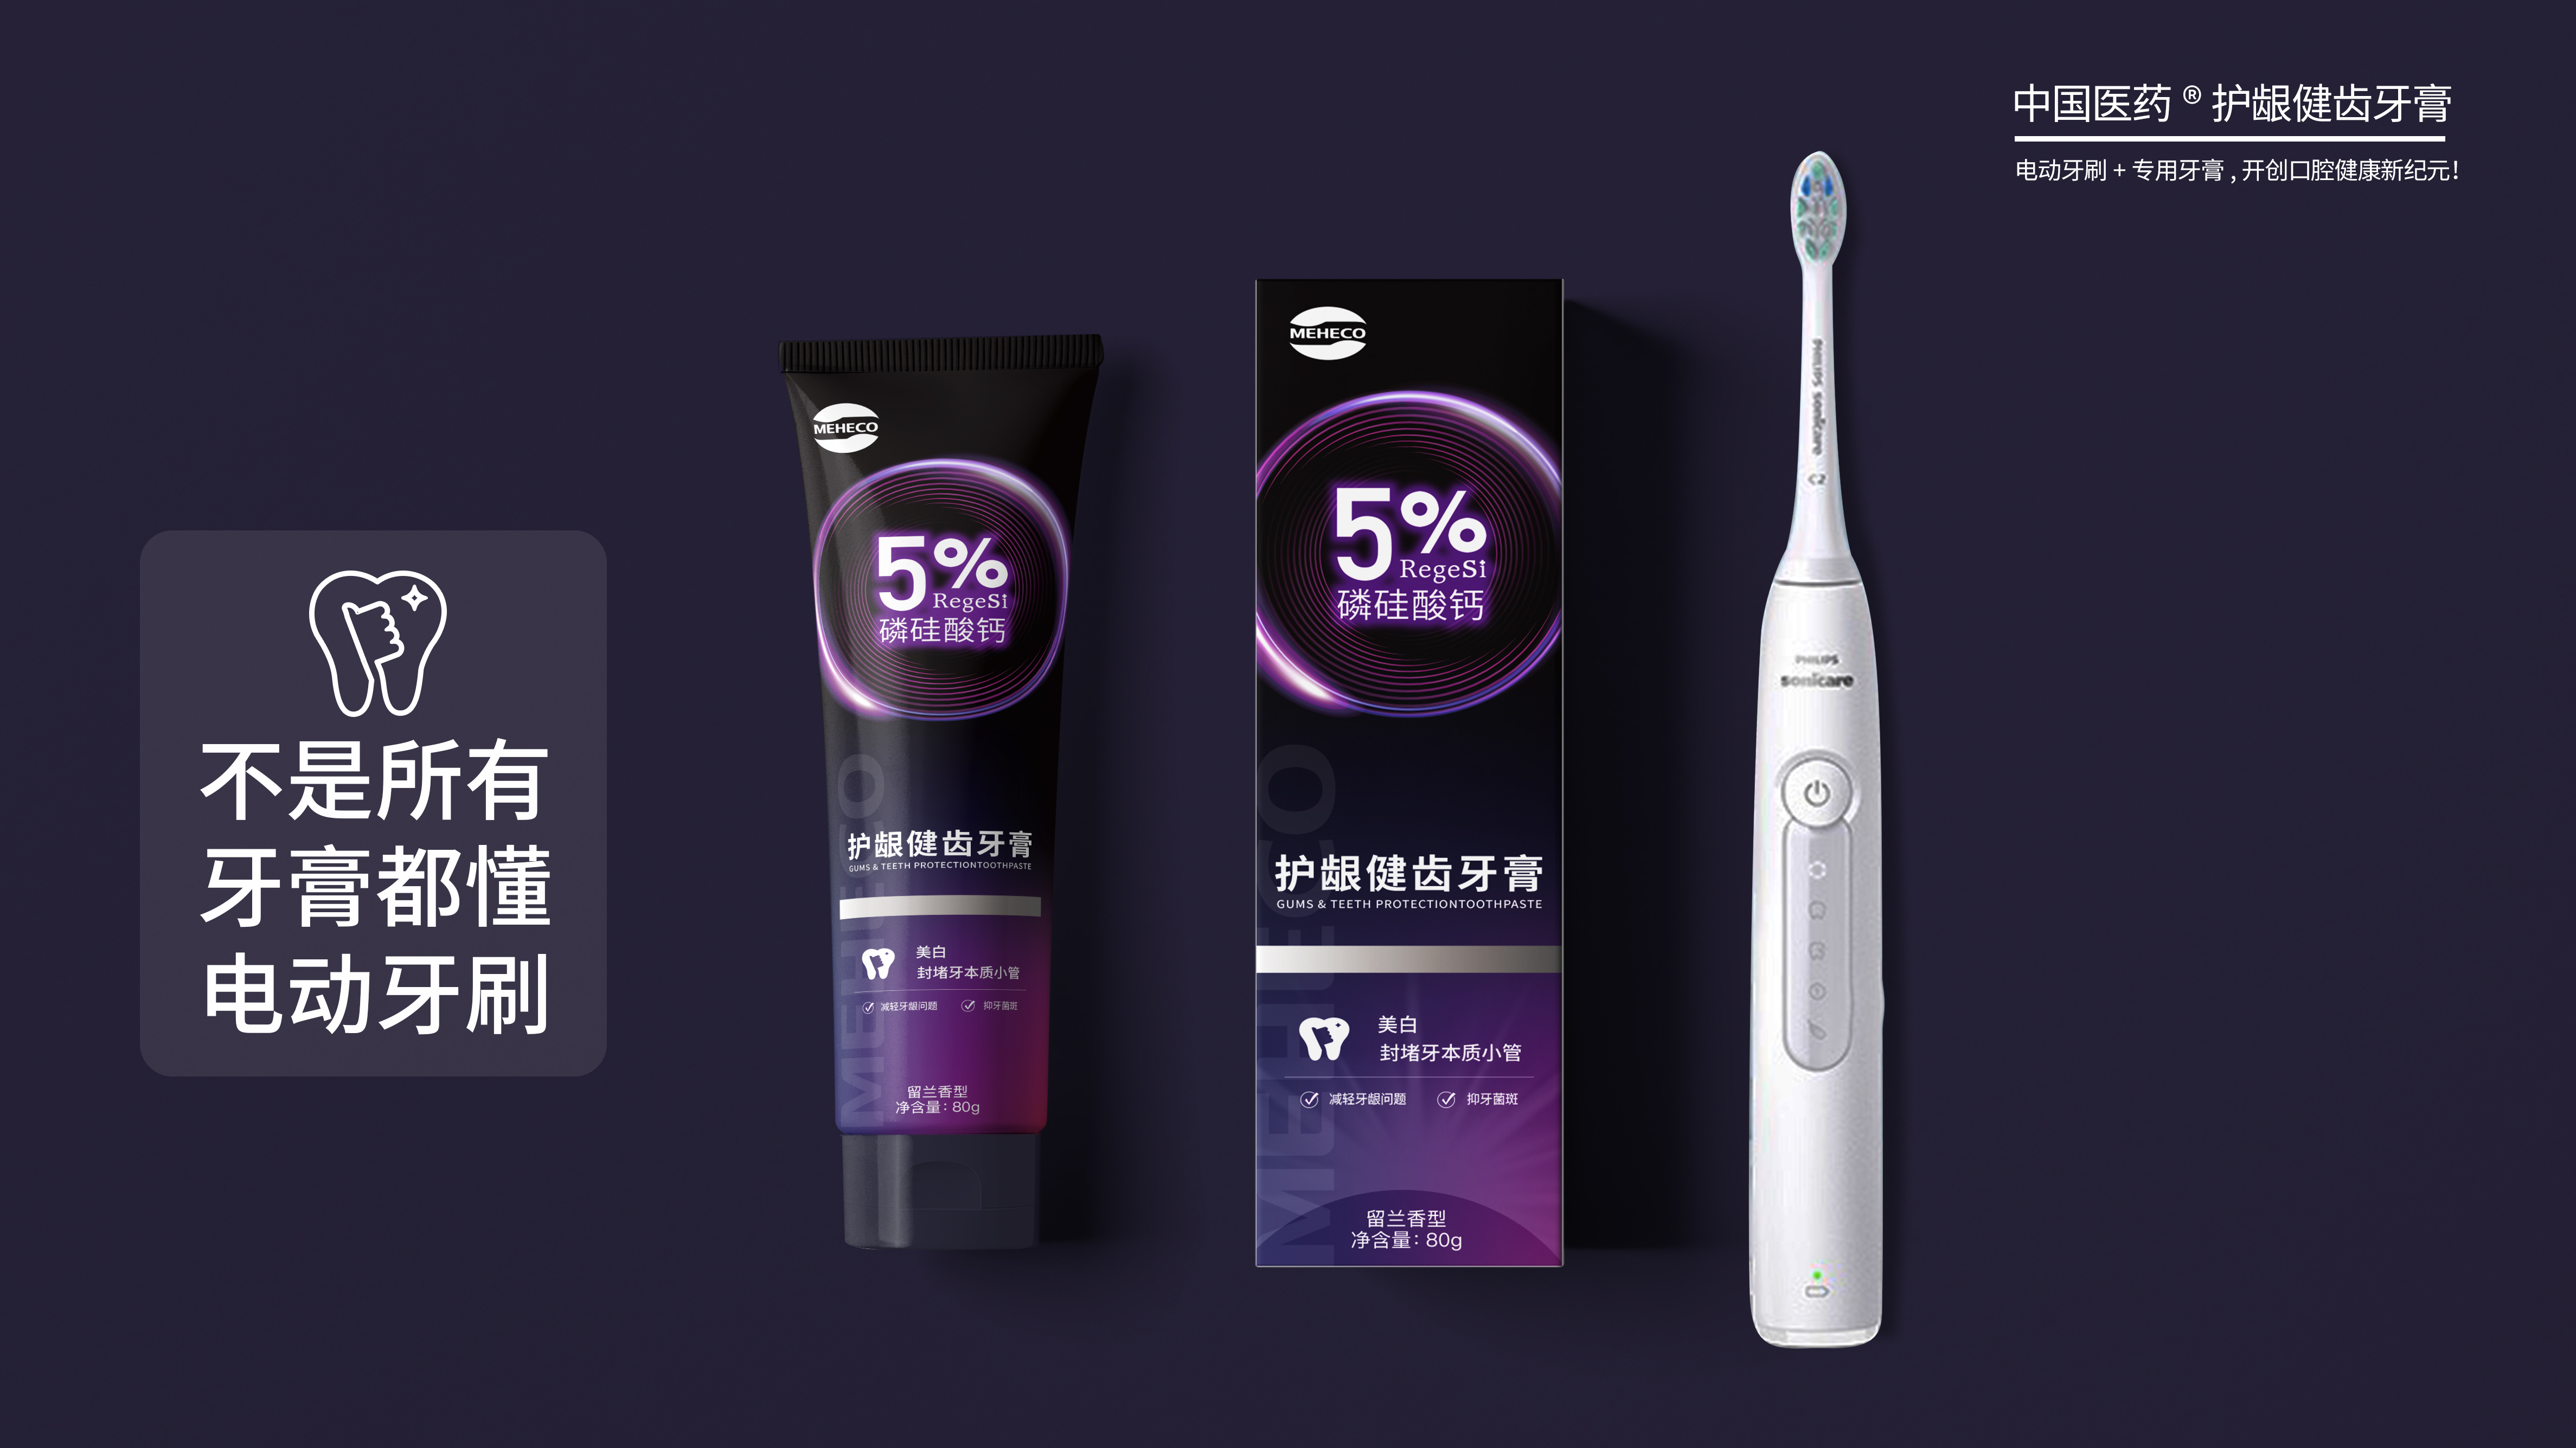 中国医药®护龈健齿牙膏
电动牙刷+专用牙膏,开创口腔健康新纪元!
不是所有
牙膏都懂
电动牙刷
MEHECO
5%
RegeSi
磷硅酸钙
MEHECO
护龈健齿牙膏
GUMS & TEETH PROTECTIONTOOTHPASTE
美白
封堵牙本质小管
减轻牙龈问题
抑牙菌斑
留兰香型
净含量:80g
MEHECO
5%
RegeSi
磷硅酸钙
MEHECO
护龈健齿牙膏
GUMS & TEETH PROTECTIONTOOTHPASTE
美白
封堵牙本质小管
减轻牙龈问题
抑牙菌斑
留兰香型
净含量:80g
PHILIPS sonicare
C2
PHILIPS
sonicare